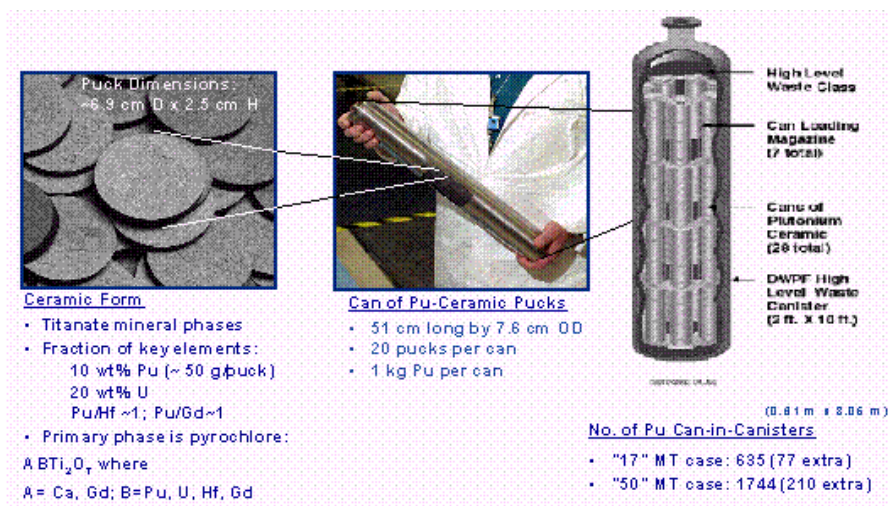 Puck Dimensions:
~6.9 cm D x 2.5 cm H
High Level
Waste Glass
Can Loading
Magazine
(7 total)
Cans of
Plutonium
Ceramic
(28 total)
DWPF High
Level Waste
Canister
(2 ft. X 10 ft.)
(0.61 m x 3.06 m)
Ceramic Form
• Titanate mineral phases
• Fraction of key elements:
10 wt% Pu (~ 50 g/puck)
20 wt% U
Pu/Hf ~1; Pu/Gd~1
• Primary phase is pyrochlore:
ABTi₂O₇ where
A = Ca, Gd; B=Pu, U, Hf, Gd
Can of Pu-Ceramic Pucks
• 51 cm long by 7.6 cm OD
• 20 pucks per can
• 1 kg Pu per can
No. of Pu Can-in-Canisters
• "17" MT case: 635 (77 extra)
• "50" MT case: 1744 (210 extra)